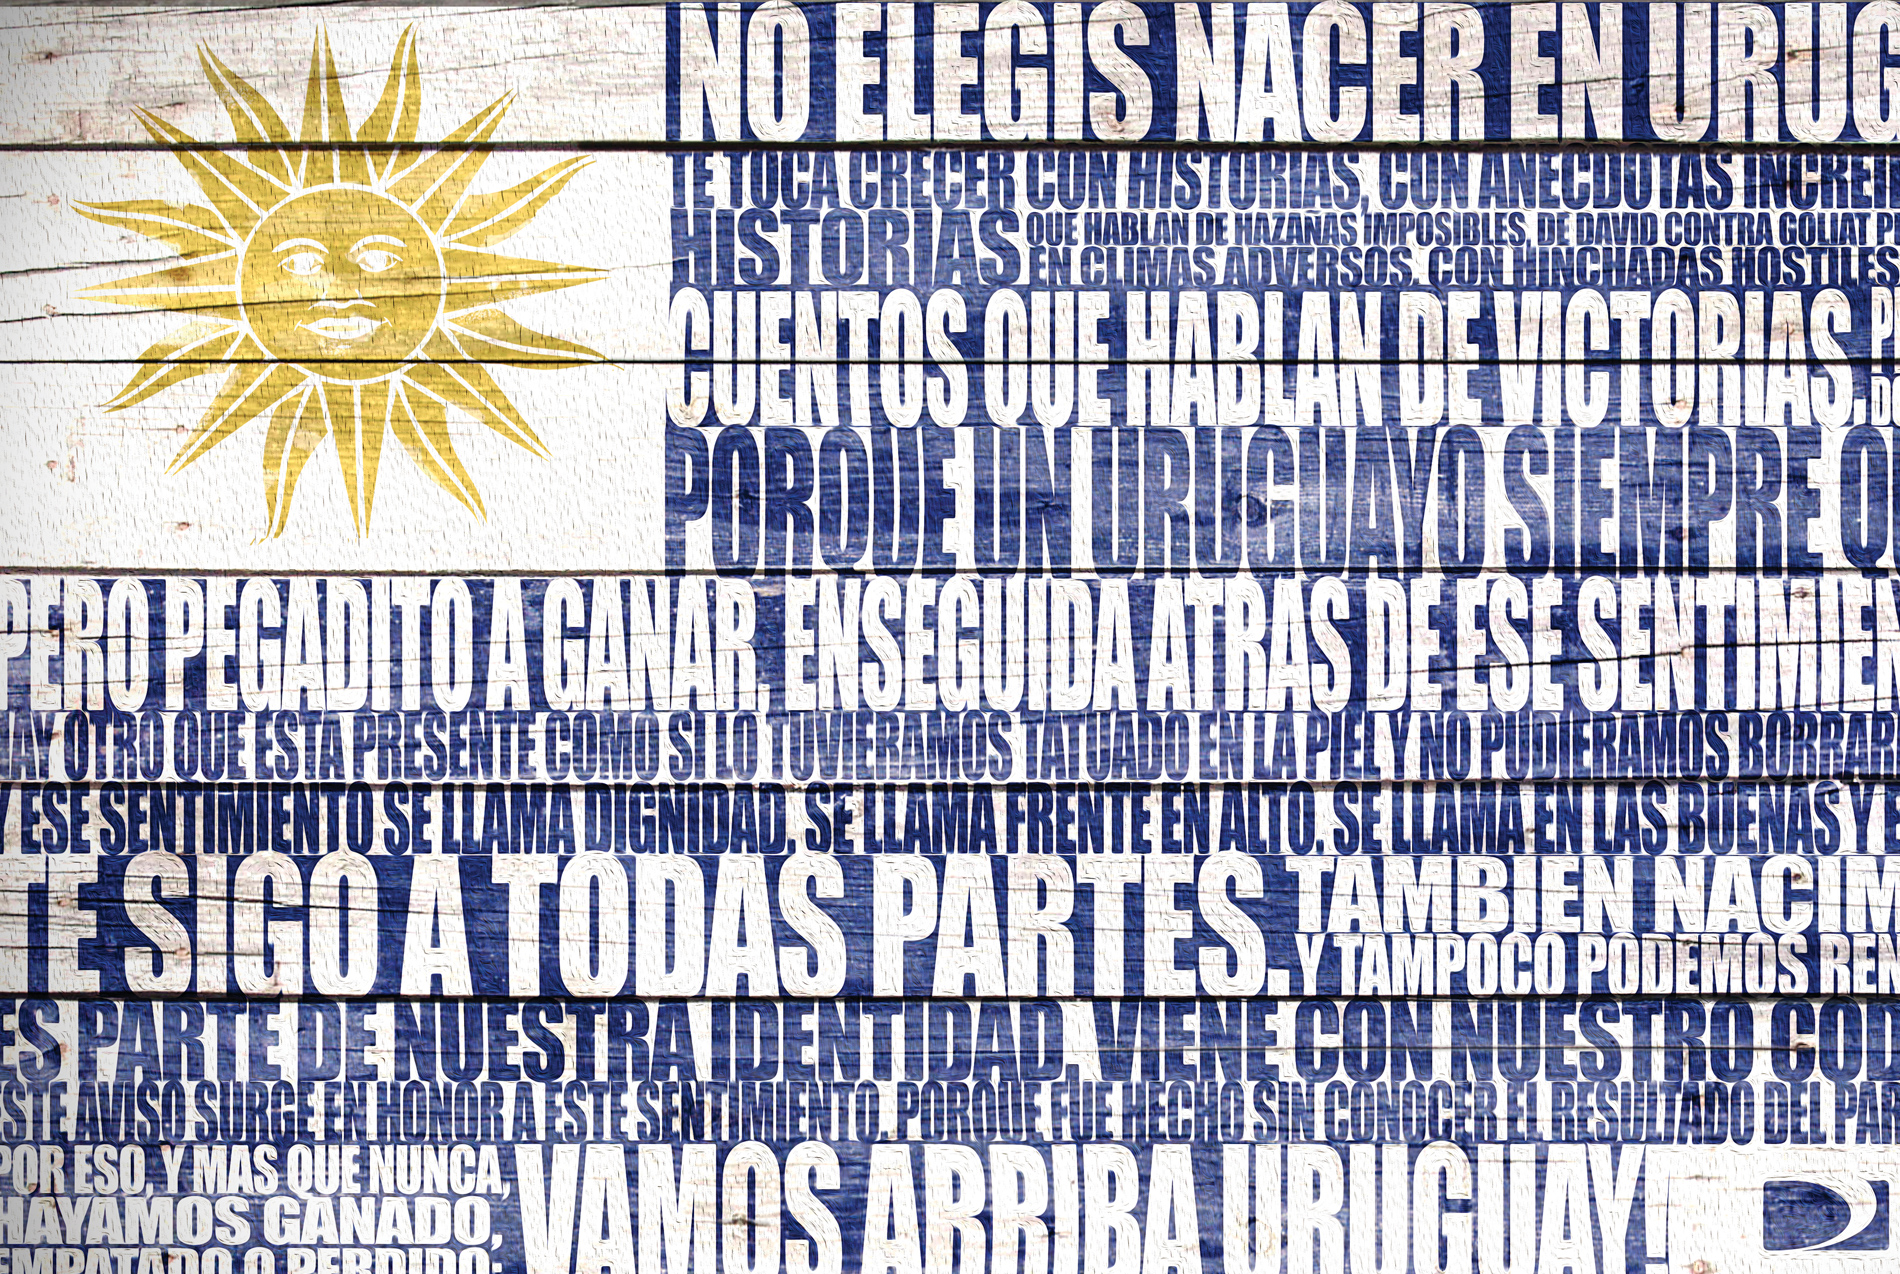 NO ELEGIS NACER EN URUG
TE TOCA CRECER CON HISTORIAS, CON ANECDOTAS INCREI
HISTORIAS QUE HABLAN DE HAZAÑAS IMPOSIBLES, DE DAVID CONTRA GOLIAT P
EN CLIMAS ADVERSOS, CON HINCHADAS HOSTILES
CUENTOS QUE HABLAN DE VICTORIAS.
PORQUE UN URUGUAYO SIEMPRE Q
PERO PEGADITO A GANAR, ENSEGUIDA ATRAS DE ESE SENTIMIEN
HAY OTRO QUE ESTA PRESENTE COMO SI LO TUVIERAMOS TATUADO EN LA PIEL Y NO PUDIERAMOS BORRAR
Y ESE SENTIMIENTO SE LLAMA DIGNIDAD. SE LLAMA FRENTE EN ALTO. SE LLAMA EN LAS BUENAS Y
TE SIGO A TODAS PARTES. TAMBIEN NACIM
Y TAMPOCO PODEMOS REN
ES PARTE DE NUESTRA IDENTIDAD. VIENE CON NUESTRO COD
ESTE AVISO SURGE EN HONOR A ESTE SENTIMIENTO. PORQUE FUE HECHO SIN CONOCER EL RESULTADO DEL PAR
POR ESO, Y MAS QUE NUNCA,
HAYAMOS GANADO,
EMPATADO O PERDIDO:
VAMOS ARRIBA URUGUAY!